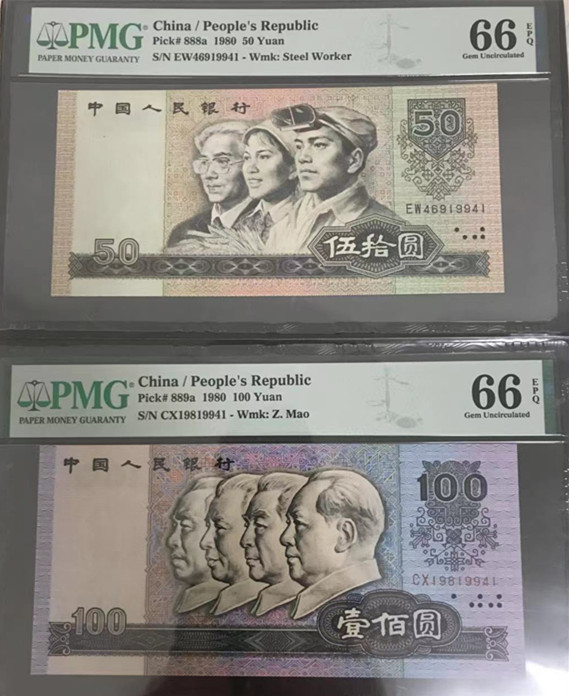 PMG
PAPER MONEY GUARANTY
China / People's Republic
Pick# 888a 1980 50 Yuan
S/N EW46919941 - Wmk: Steel Worker
66 EPQ
Gem Uncirculated
中国人民银行
50
EW46919941
50
伍拾圆
PMG
PAPER MONEY GUARANTY
China / People's Republic
Pick# 889a 1980 100 Yuan
S/N CX19819941 - Wmk: Z. Mao
66 EPQ
Gem Uncirculated
中国人民银行
100
CX19819941
100
壹佰圆